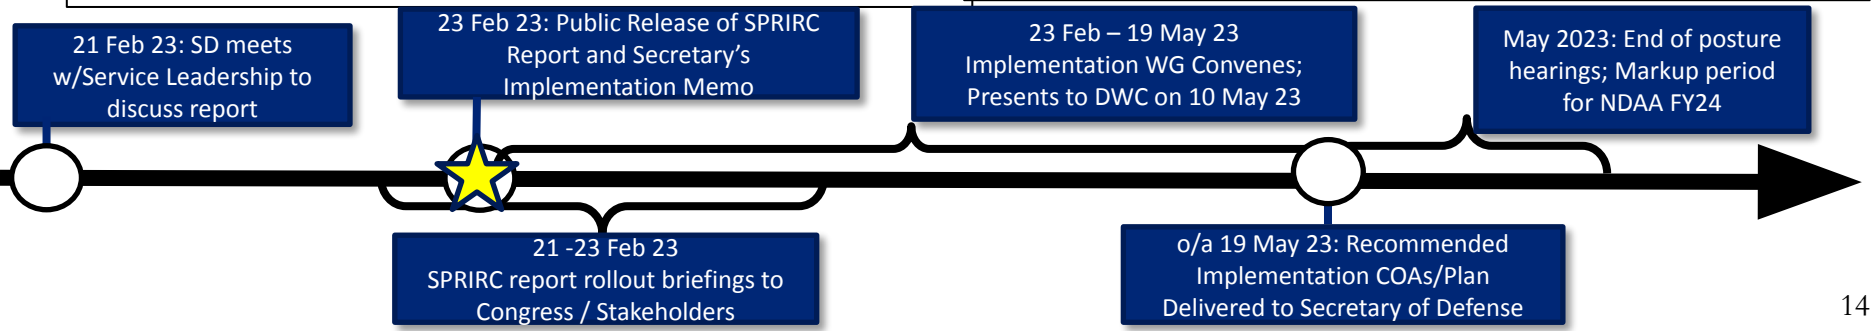 21 Feb 23: SD meets
w/Service Leadership to
discuss report
23 Feb 23: Public Release of SPRIRC
Report and Secretary's
Implementation Memo
23 Feb – 19 May 23
Implementation WG Convenes;
Presents to DWC on 10 May 23
May 2023: End of posture
hearings; Markup period
for NDAA FY24
21 -23 Feb 23
SPRIRC report rollout briefings to
Congress / Stakeholders
o/a 19 May 23: Recommended
Implementation COAs/Plan
Delivered to Secretary of Defense
14